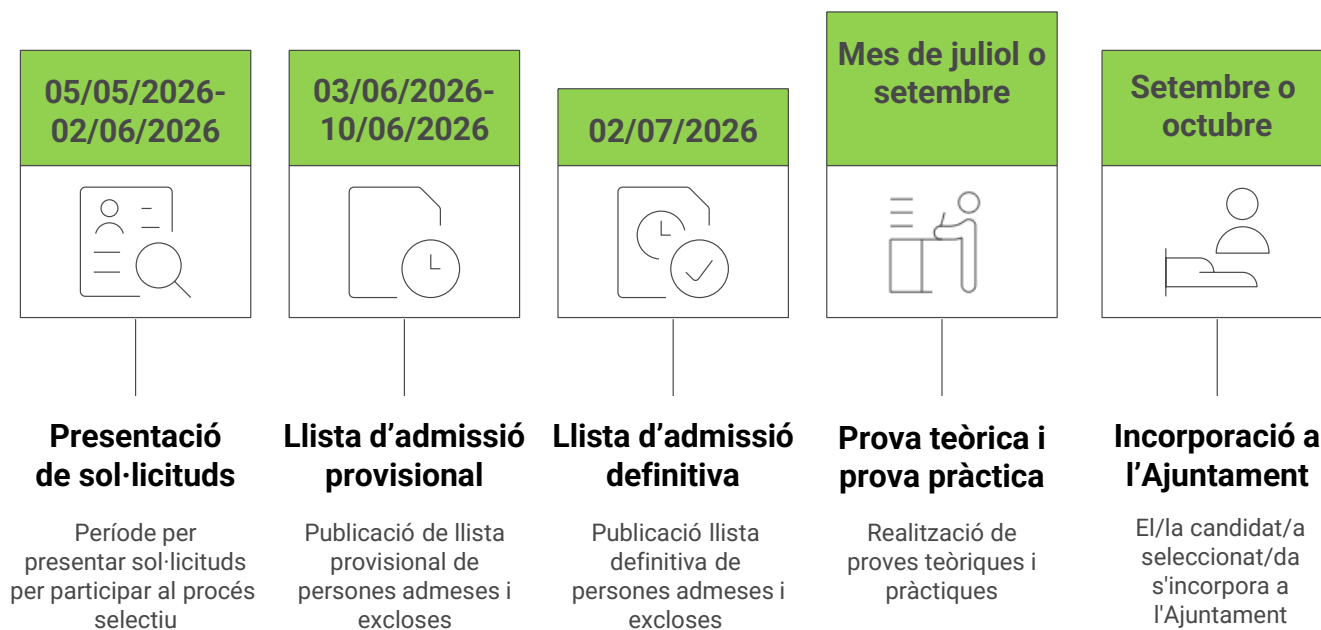 05/05/2026-
02/06/2026
Presentació
de sol·licituds
Període per
presentar sol·licituds
per participar al procés
selectiu
03/06/2026-
10/06/2026
Llista d’admissió
provisional
Publicació de llista
provisional de
persones admeses i
excloses
02/07/2026
Llista d’admissió
definitiva
Publicació llista
definitiva de
persones admeses i
excloses
Mes de juliol o
setembre
Prova teòrica i
prova pràctica
Realització de
proves teòriques i
pràctiques
Setembre o
octubre
Incorporació a
l’Ajuntament
El/la candidat/a
seleccionat/da
s'incorpora a
l'Ajuntament